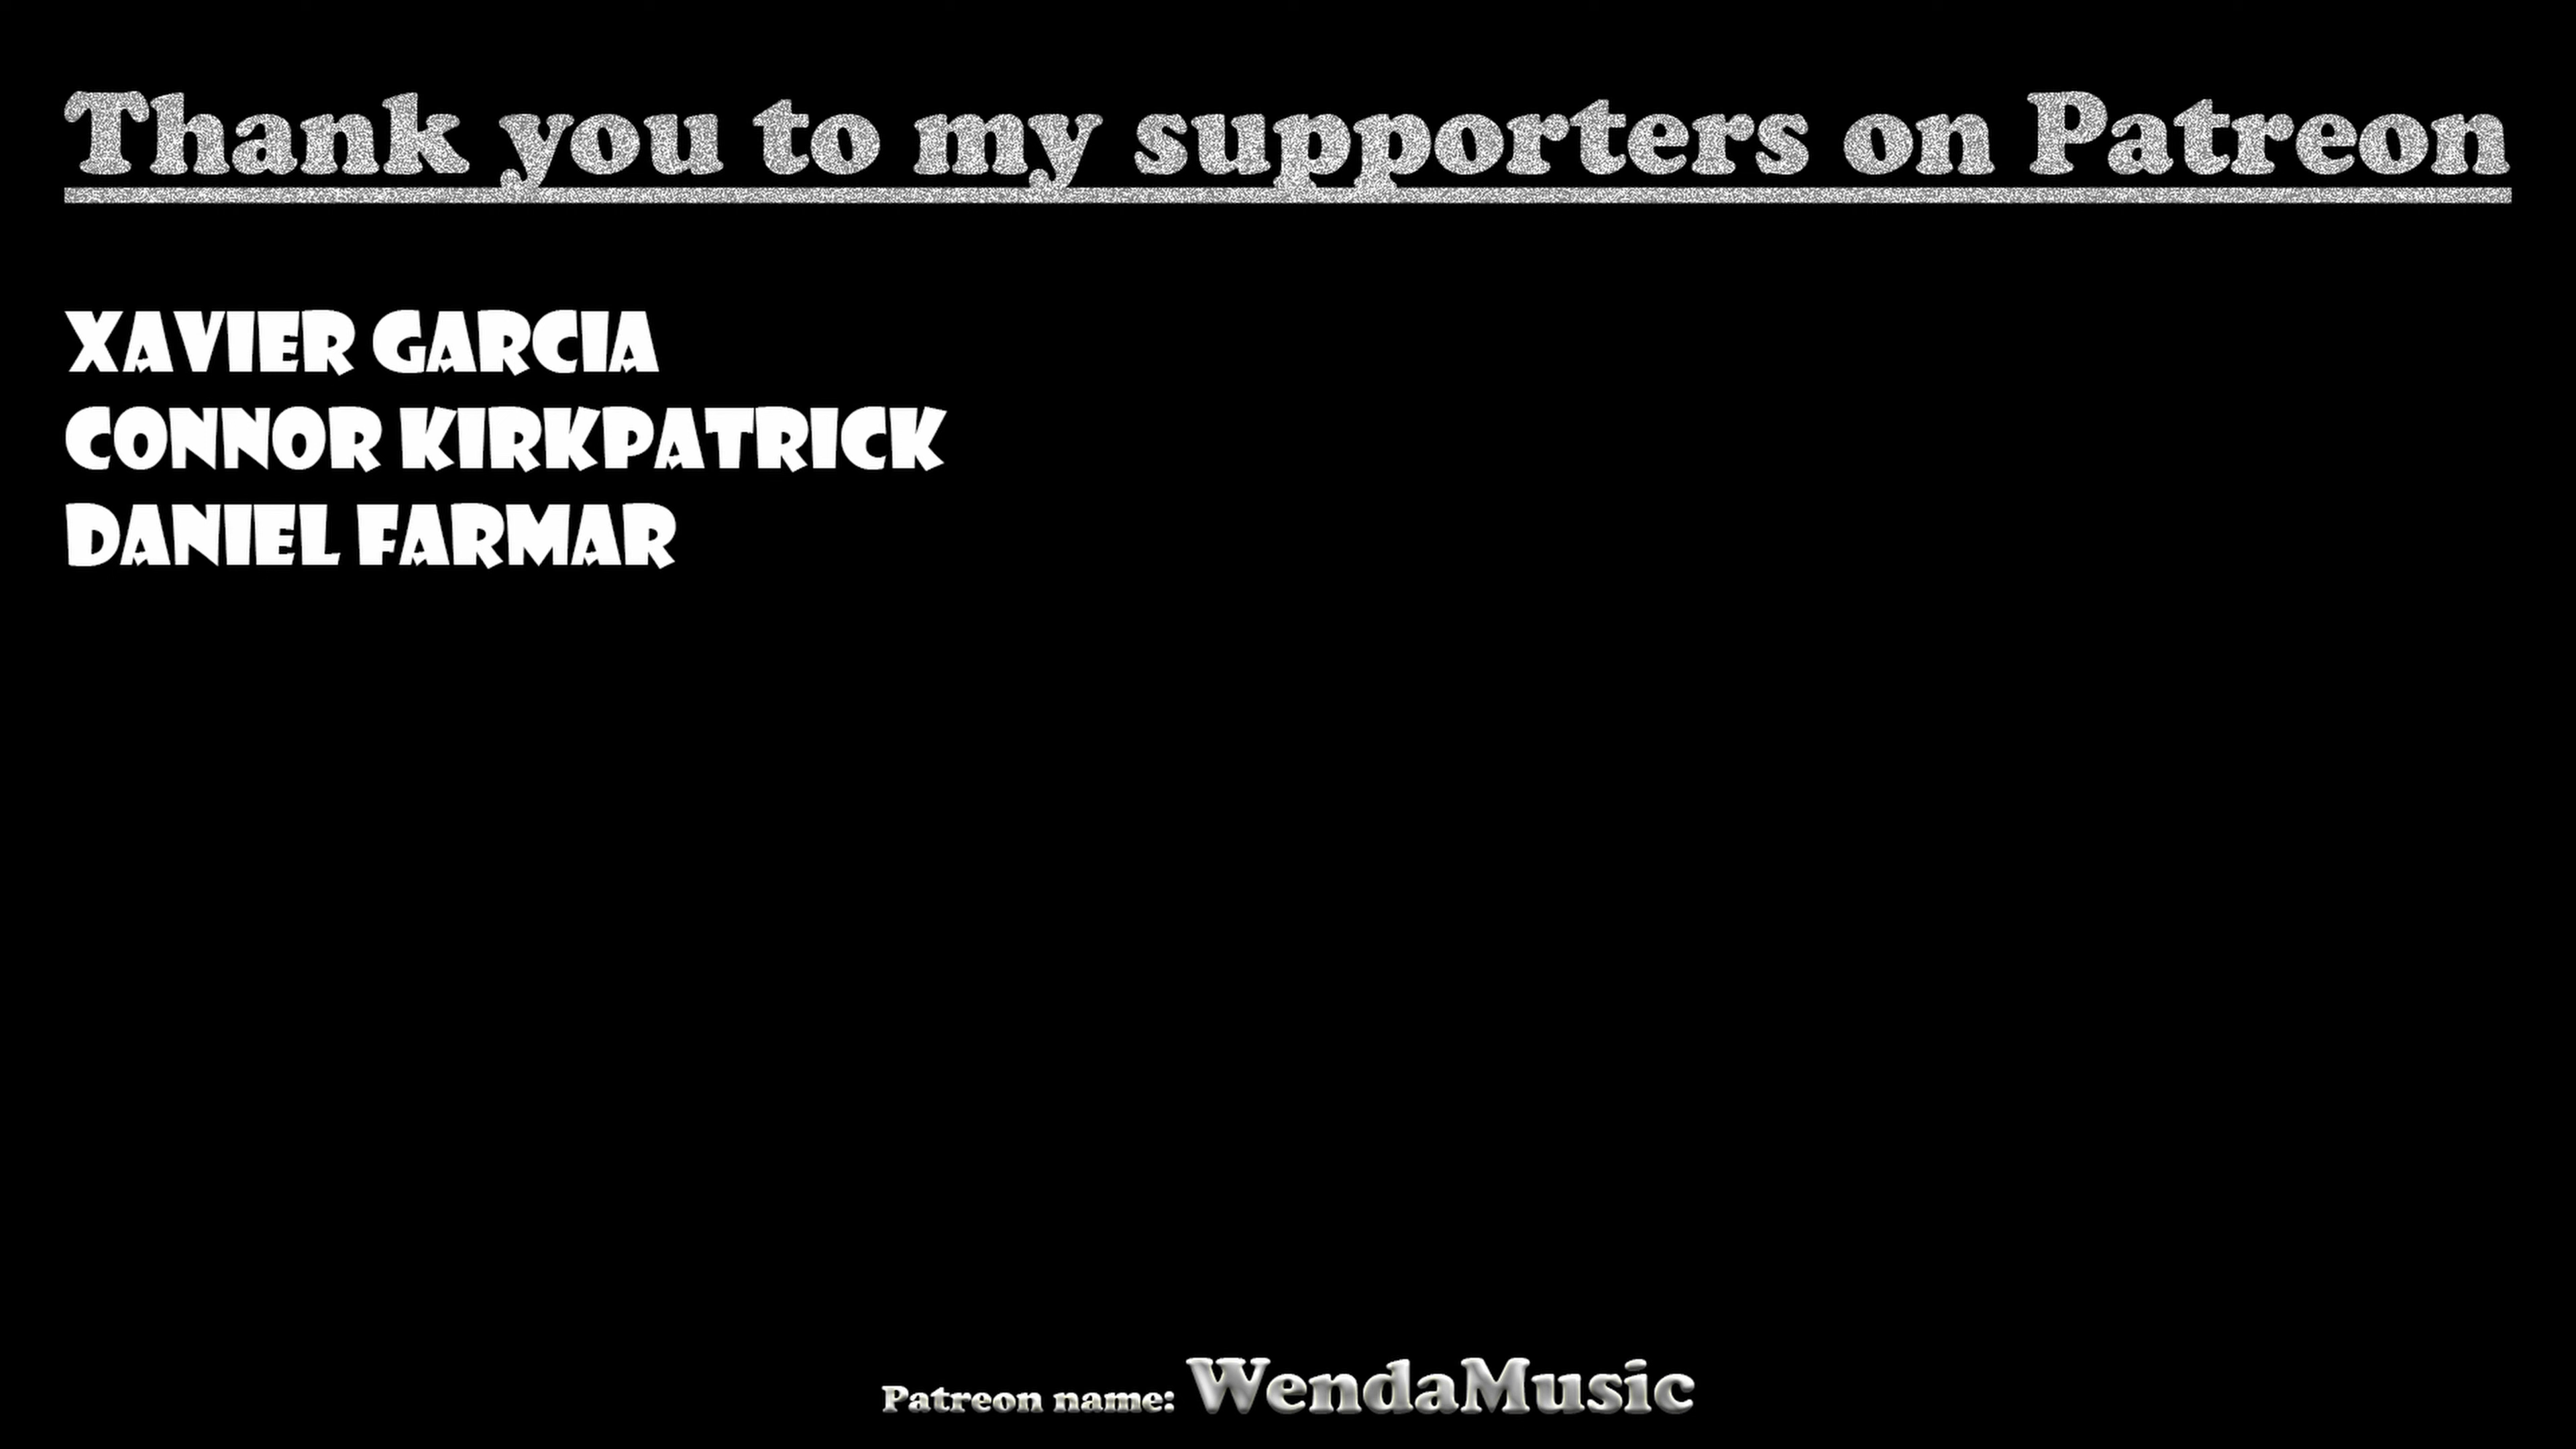 Thank you to my supporters on Patreon
XAVIER GARCIA
CONNOR KIRKPATRICK
DANIEL FARMAR
Patreon name: WendaMusic